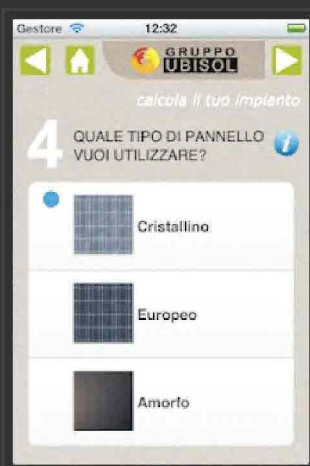 Gestore 12:32
GRUPPO
UBISOL
calcola il tuo impianto
4 QUALE TIPO DI PANNELLO
VUOI UTILIZZARE?
i
Cristallino
Europeo
Amorfo